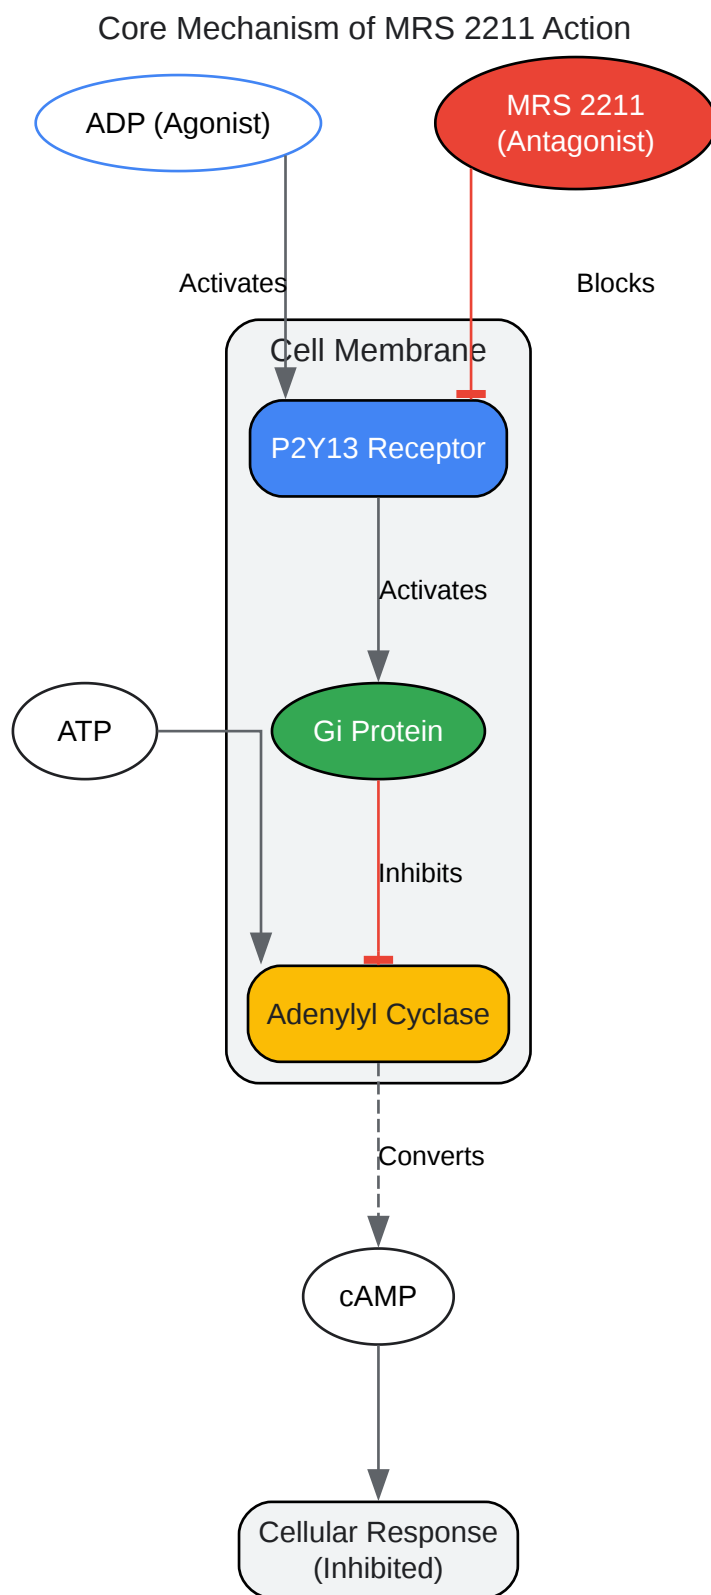 Core Mechanism of MRS 2211 Action
ADP (Agonist)
MRS 2211
(Antagonist)
Activates
Blocks
Cell Membrane
P2Y13 Receptor
Activates
ATP
Gi Protein
Inhibits
Adenylyl Cyclase
Converts
cAMP
Cellular Response
(Inhibited)